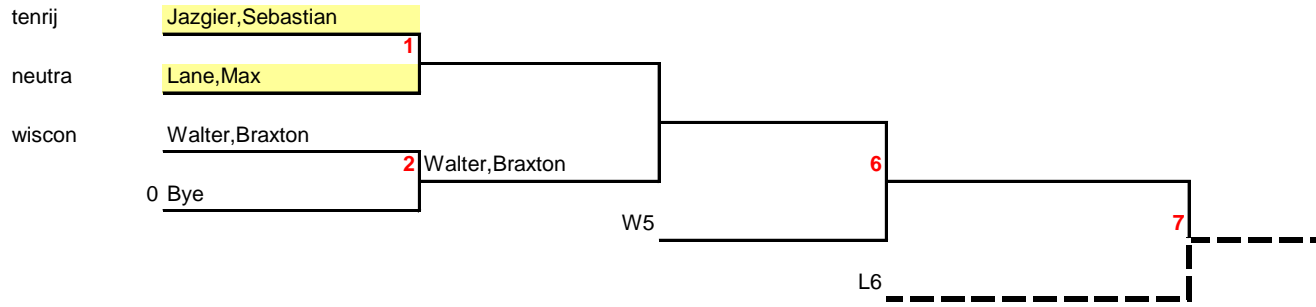 tenrij Jazgier,Sebastian
1
neutra Lane,Max
wiscon Walter,Braxton
2 Walter,Braxton 6
0 Bye
W5 7
L6